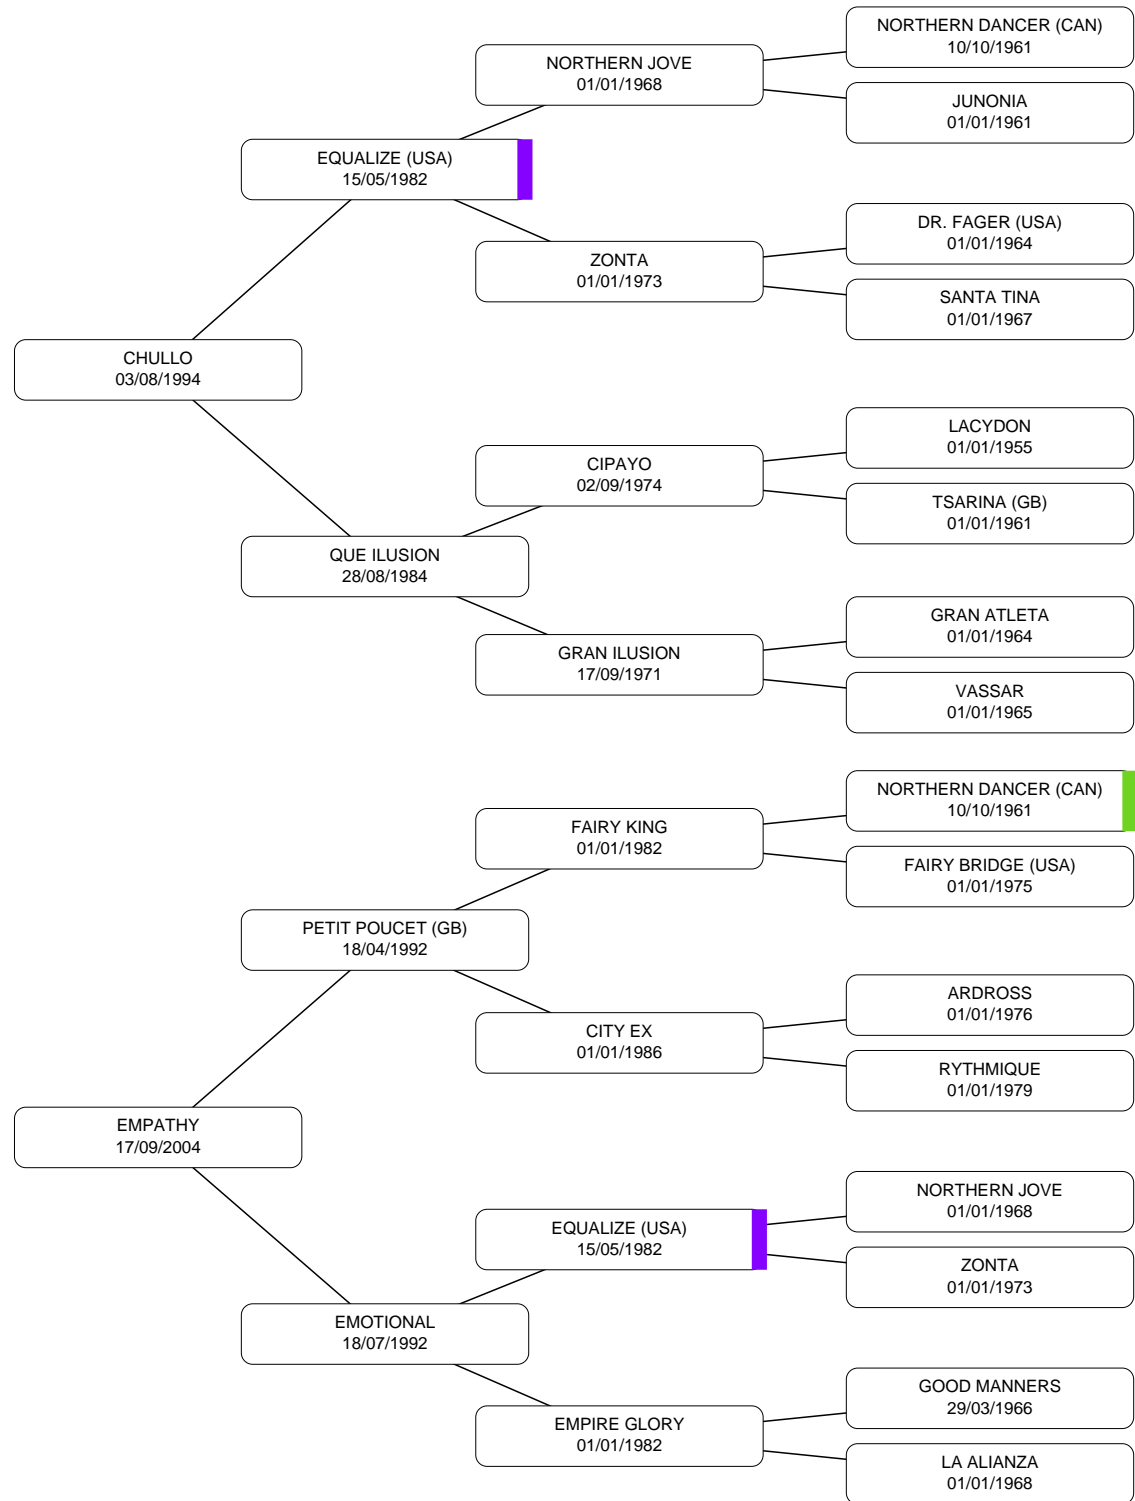 NORTHERN DANCER (CAN)
10/10/1961
NORTHERN JOVE
01/01/1968
JUNONIA
01/01/1961
EQUALIZE (USA)
15/05/1982
DR. FAGER (USA)
01/01/1964
ZONTA
01/01/1973
SANTA TINA
01/01/1967
CHULLO
03/08/1994
LACYDON
01/01/1955
CIPAYO
02/09/1974
TSARINA (GB)
01/01/1961
QUE ILUSION
28/08/1984
GRAN ATLETA
01/01/1964
GRAN ILUSION
17/09/1971
VASSAR
01/01/1965
NORTHERN DANCER (CAN)
10/10/1961
FAIRY KING
01/01/1982
FAIRY BRIDGE (USA)
01/01/1975
PETIT POUCET (GB)
18/04/1992
ARDROSS
01/01/1976
CITY EX
01/01/1986
RYTHMIQUE
01/01/1979
EMPATHY
17/09/2004
NORTHERN JOVE
01/01/1968
EQUALIZE (USA)
15/05/1982
ZONTA
01/01/1973
EMOTIONAL
18/07/1992
GOOD MANNERS
29/03/1966
EMPIRE GLORY
01/01/1982
LA ALIANZA
01/01/1968